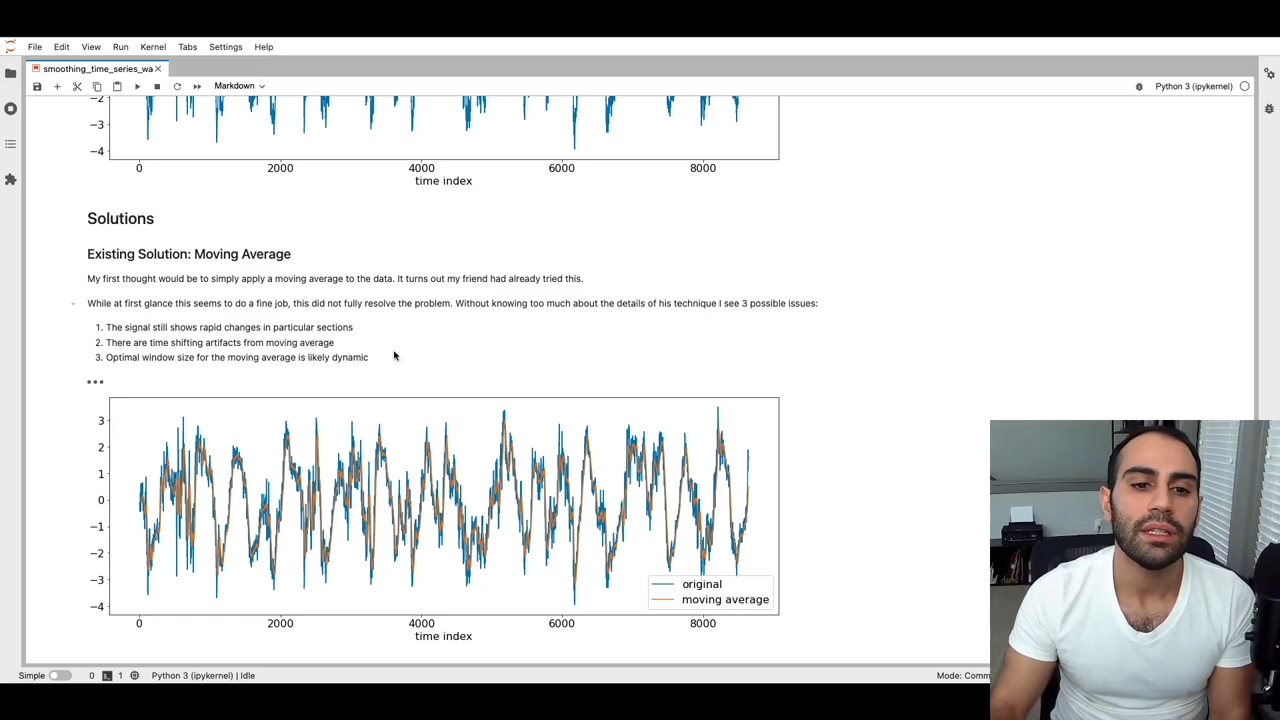 File Edit View Run Kernel Tabs Settings Help
smoothing_time_series_wa
Markdown
Python 3 (ipykernel)
−2
−3
−4
0 2000 4000 6000 8000
time index
Solutions
Existing Solution: Moving Average
My first thought would be to simply apply a moving average to the data. It turns out my friend had already tried this.
While at first glance this seems to do a fine job, this did not fully resolve the problem. Without knowing too much about the details of his technique I see 3 possible issues:
1. The signal still shows rapid changes in particular sections
2. There are time shifting artifacts from moving average
3. Optimal window size for the moving average is likely dynamic
3
2
1
0
−1
−2
−3
−4
original
moving average
0 2000 4000 6000 8000
time index
Simple 0 1 Python 3 (ipykernel) | Idle Mode: Comm